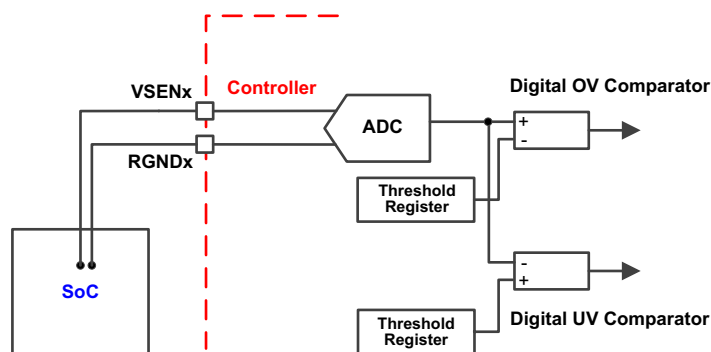 VSENx
Controller
Digital OV Comparator
ADC
+
-
RGNDx
Threshold
Register
-
+
SoC
Threshold
Register
Digital UV Comparator